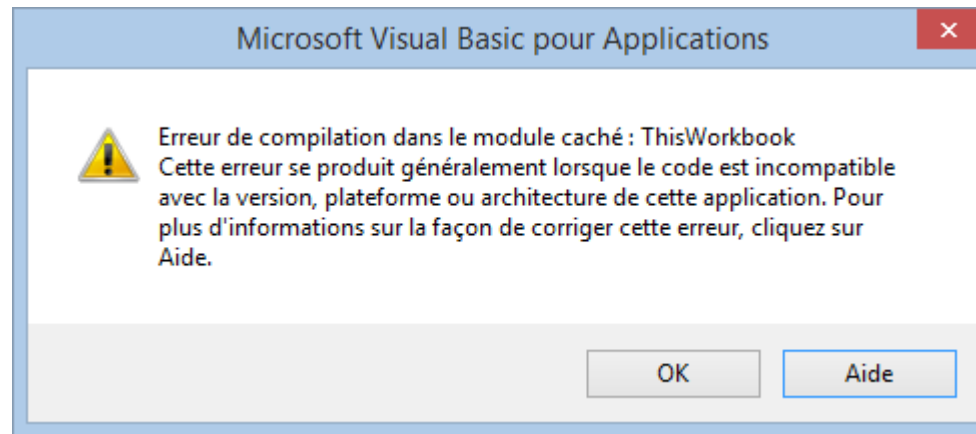 Microsoft Visual Basic pour Applications
Erreur de compilation dans le module caché : ThisWorkbook
Cette erreur se produit généralement lorsque le code est incompatible
avec la version, plateforme ou architecture de cette application. Pour
plus d'informations sur la façon de corriger cette erreur, cliquez sur
Aide.
OK
Aide